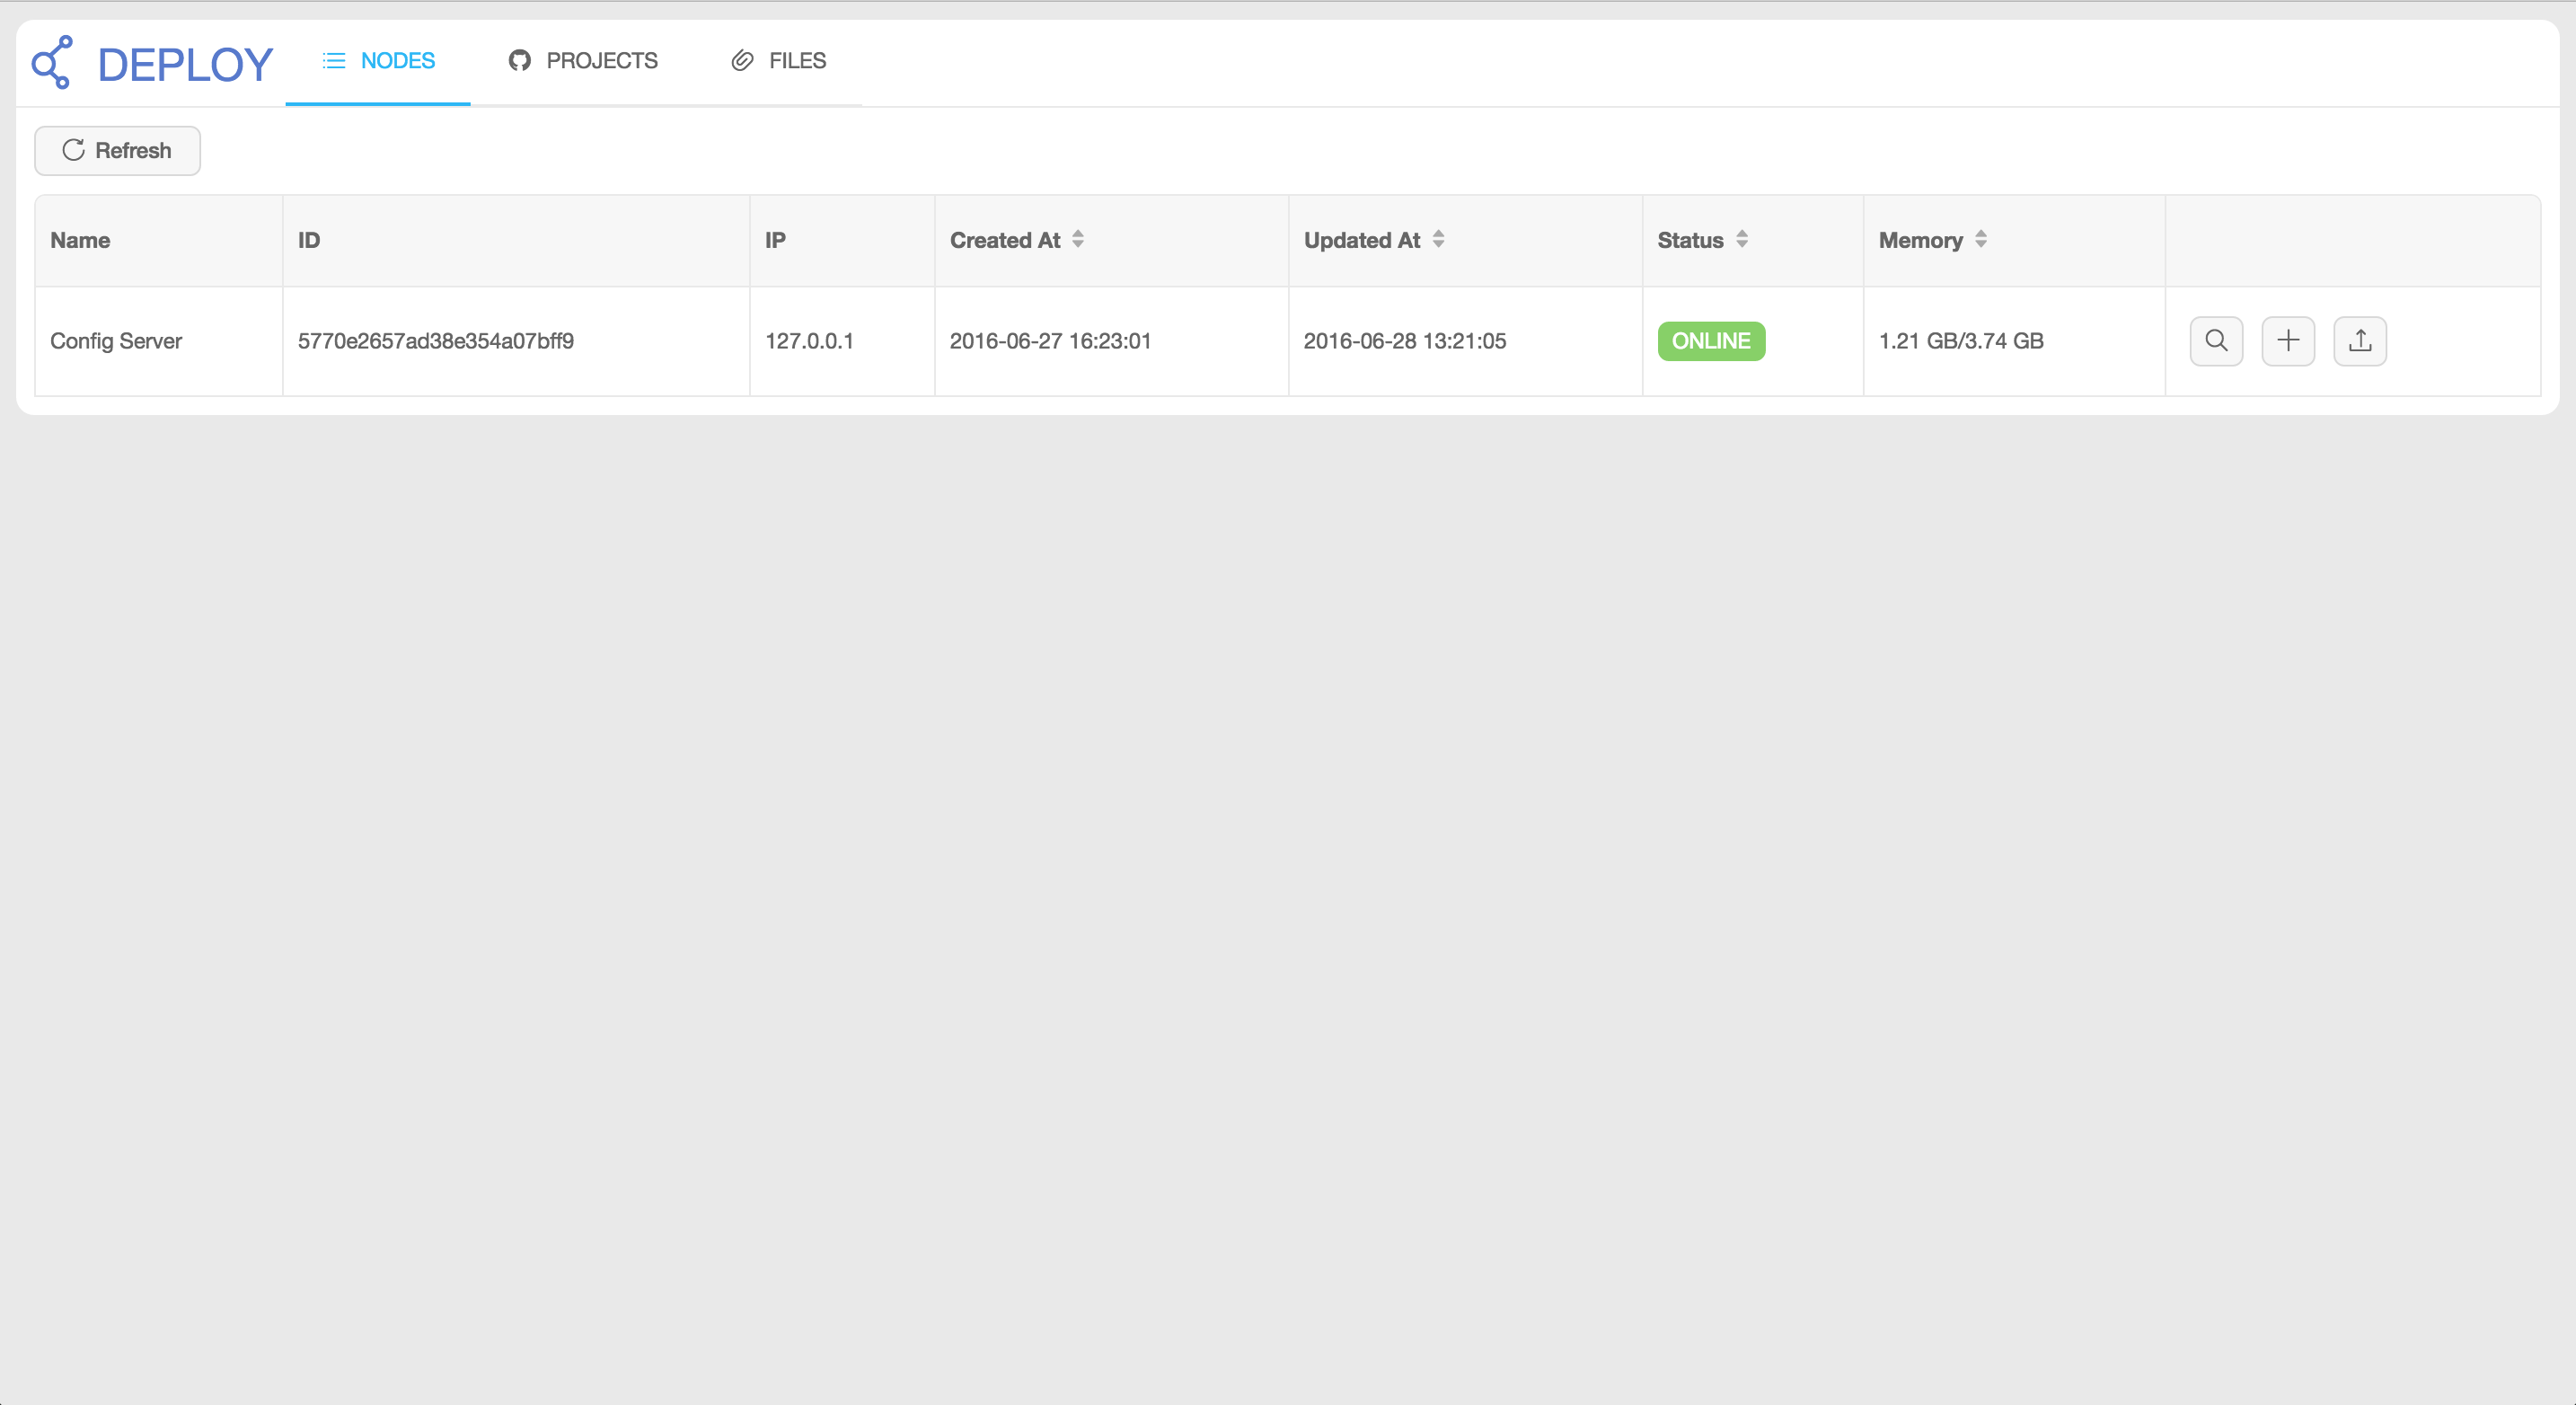 DEPLOY NODES PROJECTS FILES
Refresh
Name ID IP Created At Updated At Status Memory
Config Server 5770e2657ad38e354a07bff9 127.0.0.1 2016-06-27 16:23:01 2016-06-28 13:21:05 ONLINE 1.21 GB/3.74 GB